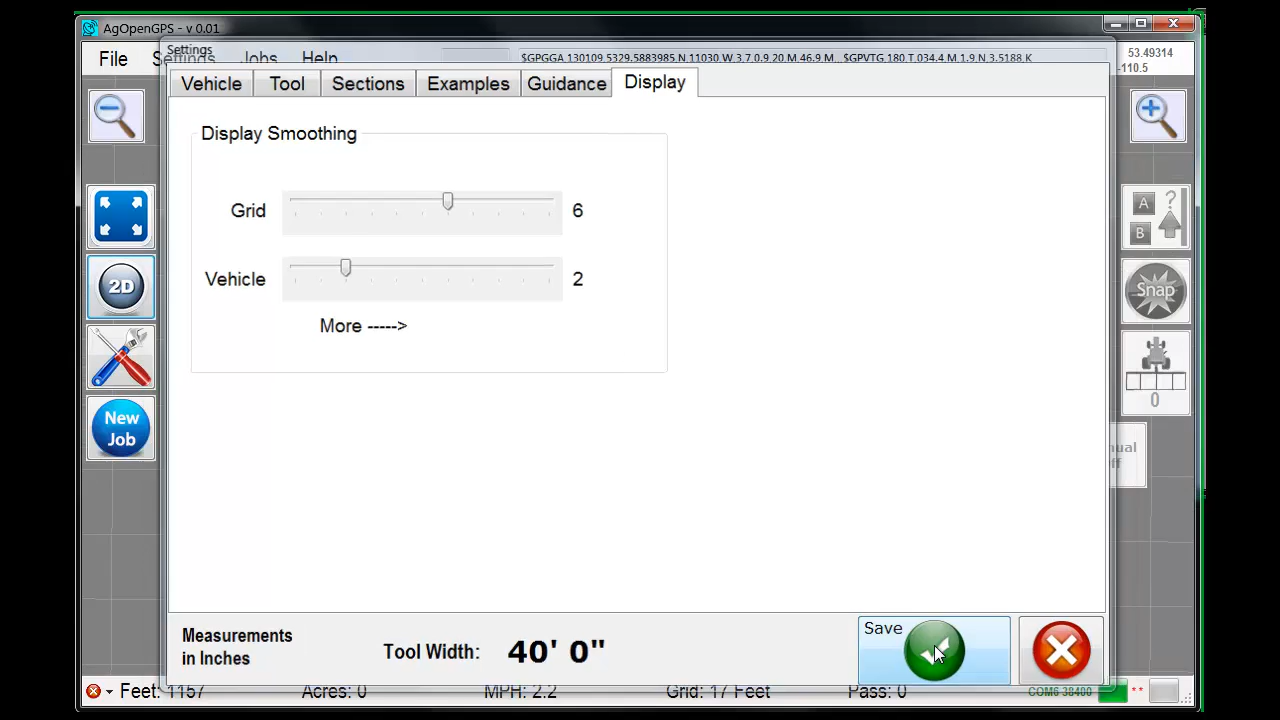 AgOpenGPS - v 0.01
File Settings Jobs Help
Settings
$GPGGA,130109,5329.5883985,N,11030,W,3,7,0.9,20,M,46.9,M,, $GPVTG,180,T,034.4,M,1.9,N,3.5188,K
53.49314
-110.5
Vehicle Tool Sections Examples Guidance Display
Display Smoothing
Grid 6
Vehicle 2
More ----->
2D
New
Job
A ?
B
Snap
0
Measurements
in Inches
Tool Width: 40' 0"
Save
Feet: 1157 Acres: 0 MPH: 2.2 Grid: 17 Feet Pass: 0 COM6 38400 **